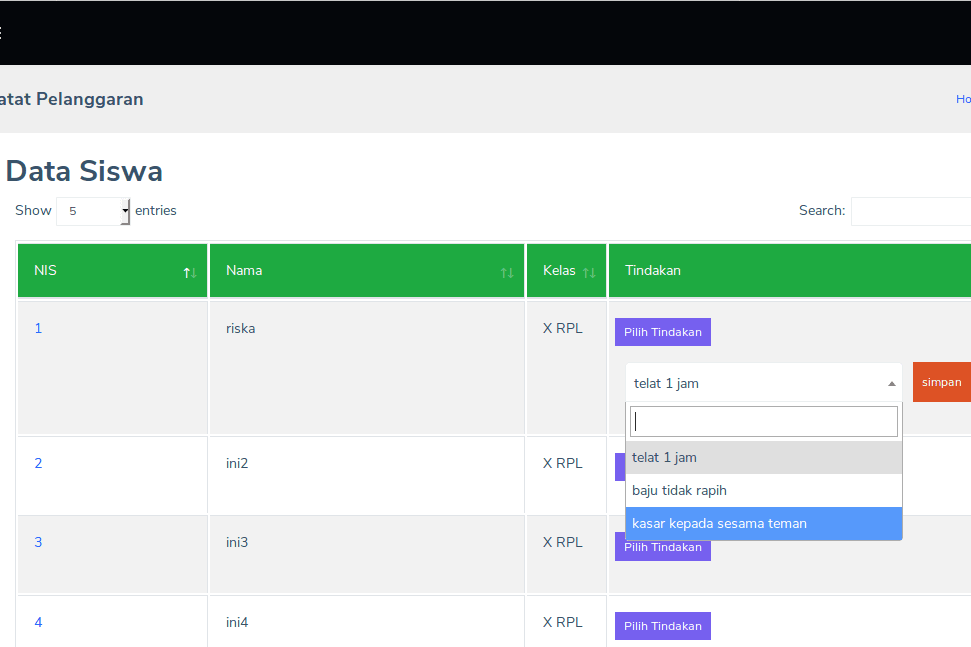 atat Pelanggaran
Ho
Data Siswa
Show 5 entries
Search:
NIS Nama Kelas Tindakan
1 riska X RPL Pilih Tindakan
telat 1 jam simpan
telat 1 jam
2 ini2 X RPL
baju tidak rapih
kasar kepada sesama teman
3 ini3 X RPL Pilih Tindakan
4 ini4 X RPL Pilih Tindakan